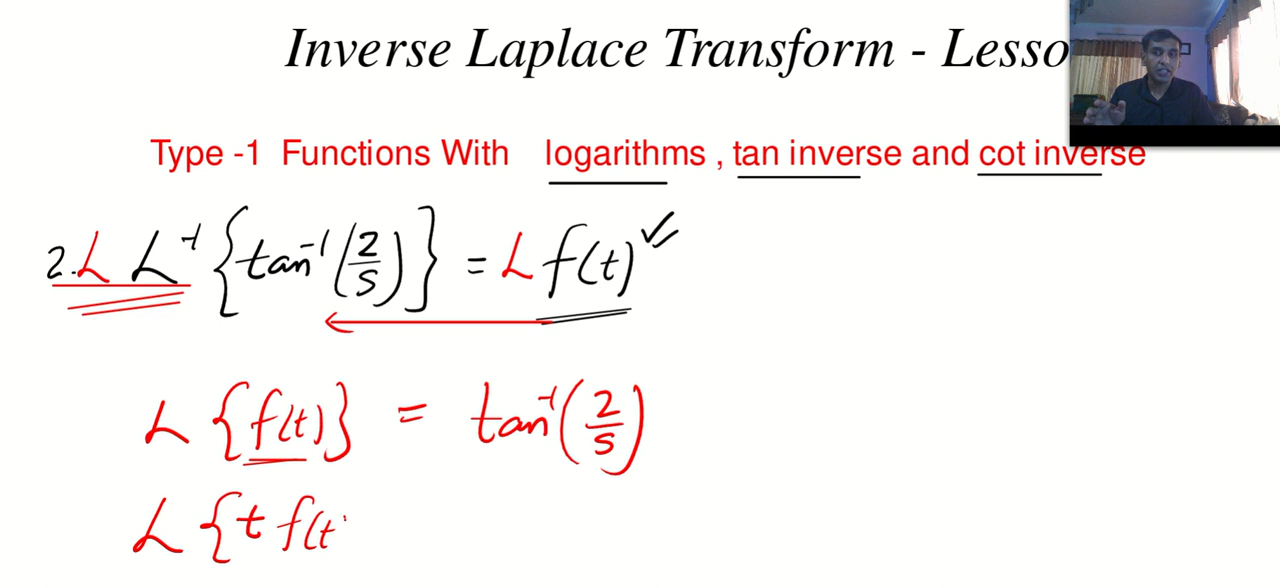 Inverse Laplace Transform - Lesso
Type -1 Functions With logarithms , tan inverse and cot inverse
2. L L⁻¹ {tan⁻¹(2/s)} = L f(t) ✓
L {f(t)} = tan⁻¹(2/s)
L {t f(t